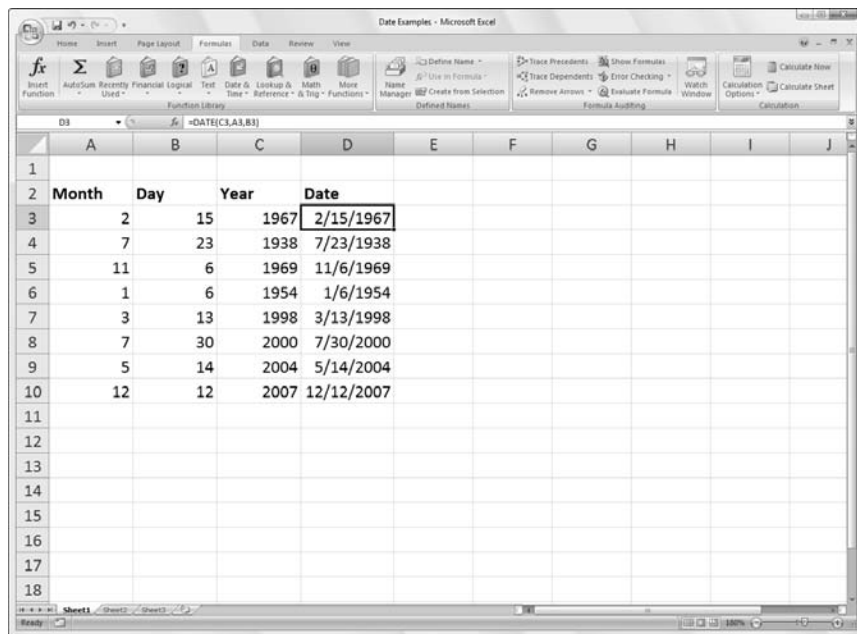 Date Examples - Microsoft Excel
Home Insert Page Layout Formulas Data Review View
fx Insert Function
Σ AutoSum Recently Used Financial Logical Text Date & Time Lookup & Reference Math & Trig More Functions
Function Library
Name Manager Define Name Use in Formula Create from Selection
Defined Names
Trace Precedents Trace Dependents Remove Arrows Show Formulas Error Checking Evaluate Formula Watch Window
Formula Auditing
Calculation Options Calculate Now Calculate Sheet
Calculation
D3 fx =DATE(C3,A3,B3)
A B C D E F G H I J
1
2 Month Day Year Date
3 2 15 1967 2/15/1967
4 7 23 1938 7/23/1938
5 11 6 1969 11/6/1969
6 1 6 1954 1/6/1954
7 3 13 1998 3/13/1998
8 7 30 2000 7/30/2000
9 5 14 2004 5/14/2004
10 12 12 2007 12/12/2007
11
12
13
14
15
16
17
18
Sheet1 Sheet2 Sheet3
Ready 180%